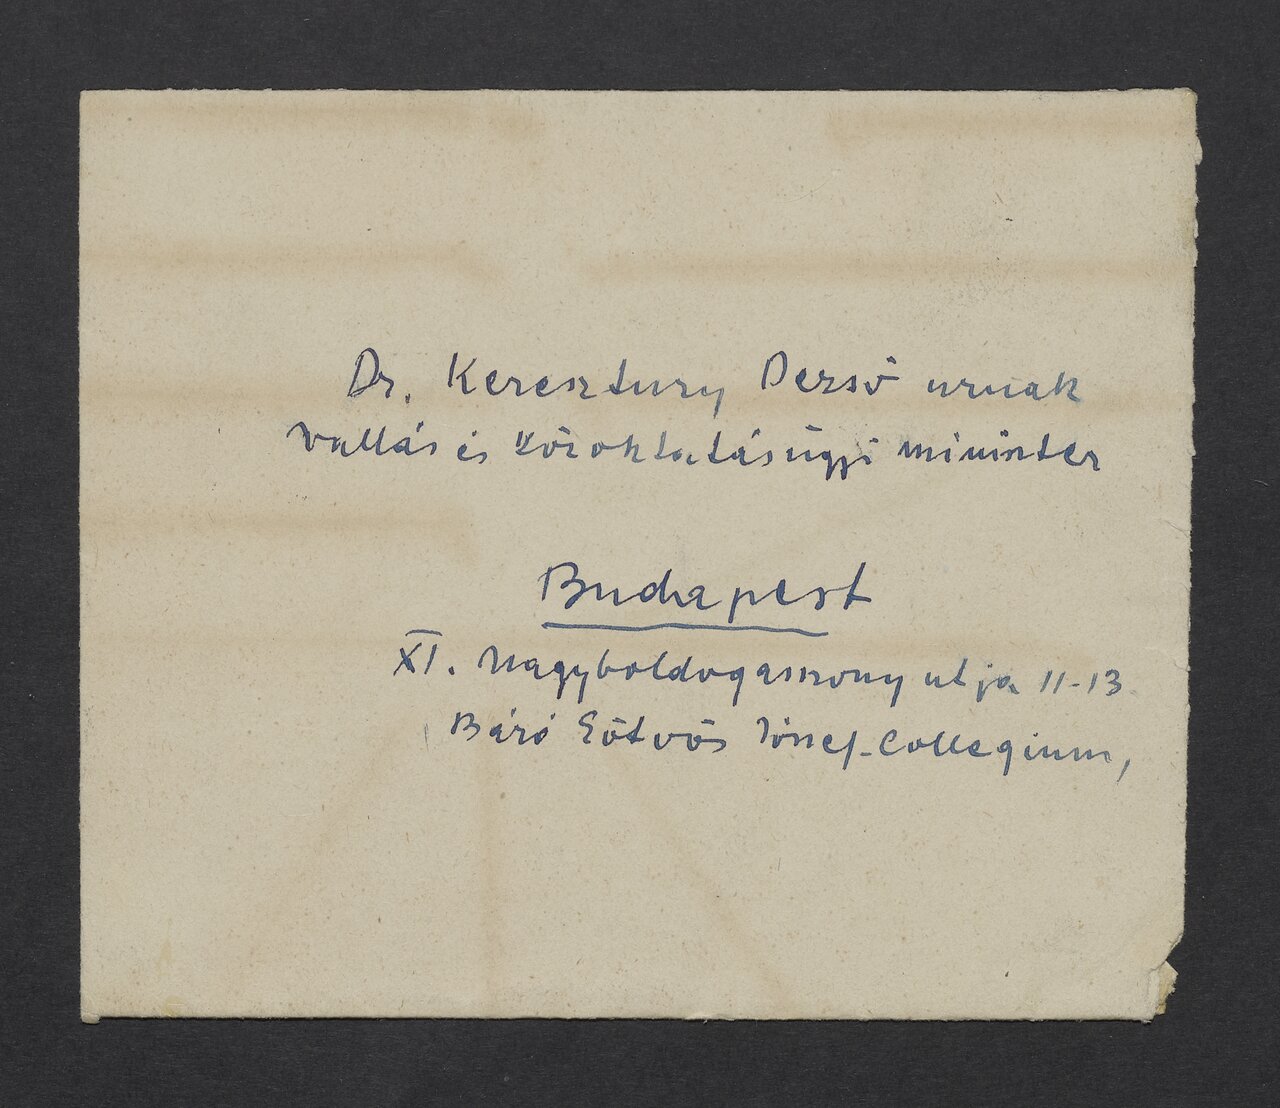 Dr. Keresztury Dezső urnak
Vallás és közoktatásügyi miniszter
Budapest
XI. Nagyboldogasszony utja 11-13
Báró Eötvös József-Collegium,